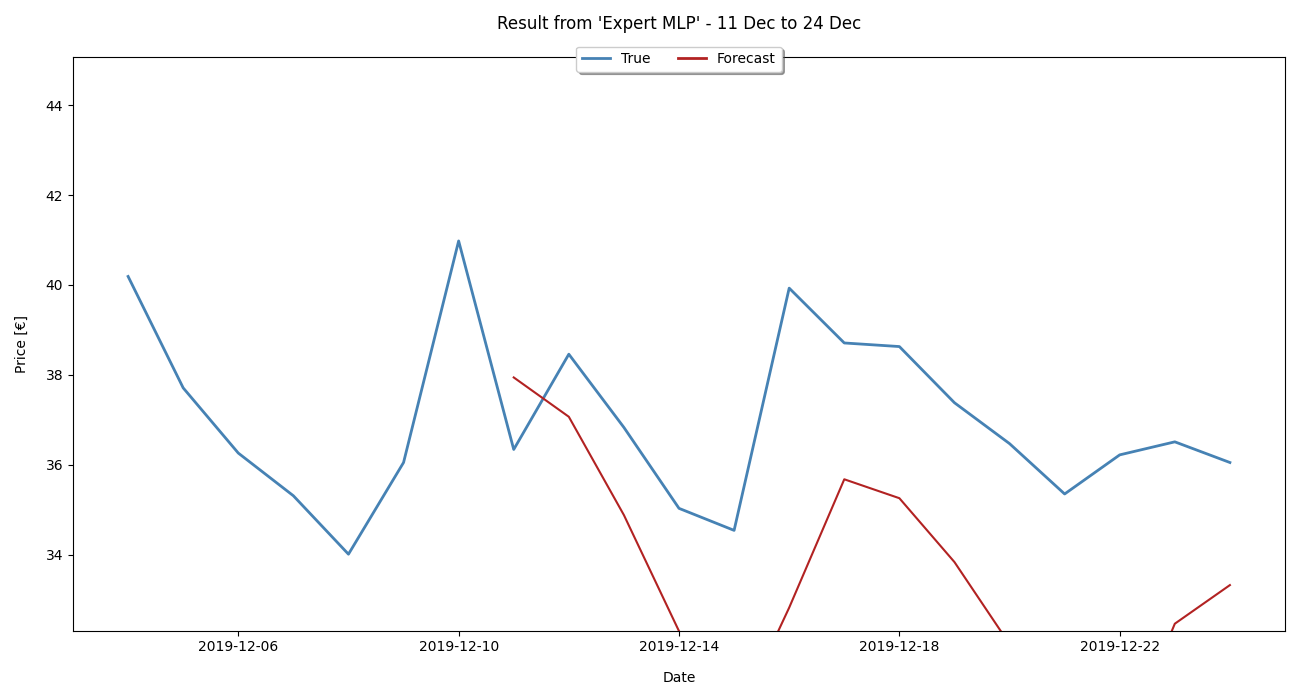 Result from 'Expert MLP' - 11 Dec to 24 Dec
True Forecast
44
42
40
38
36
34
Price [€]
2019-12-06 2019-12-10 2019-12-14 2019-12-18 2019-12-22
Date